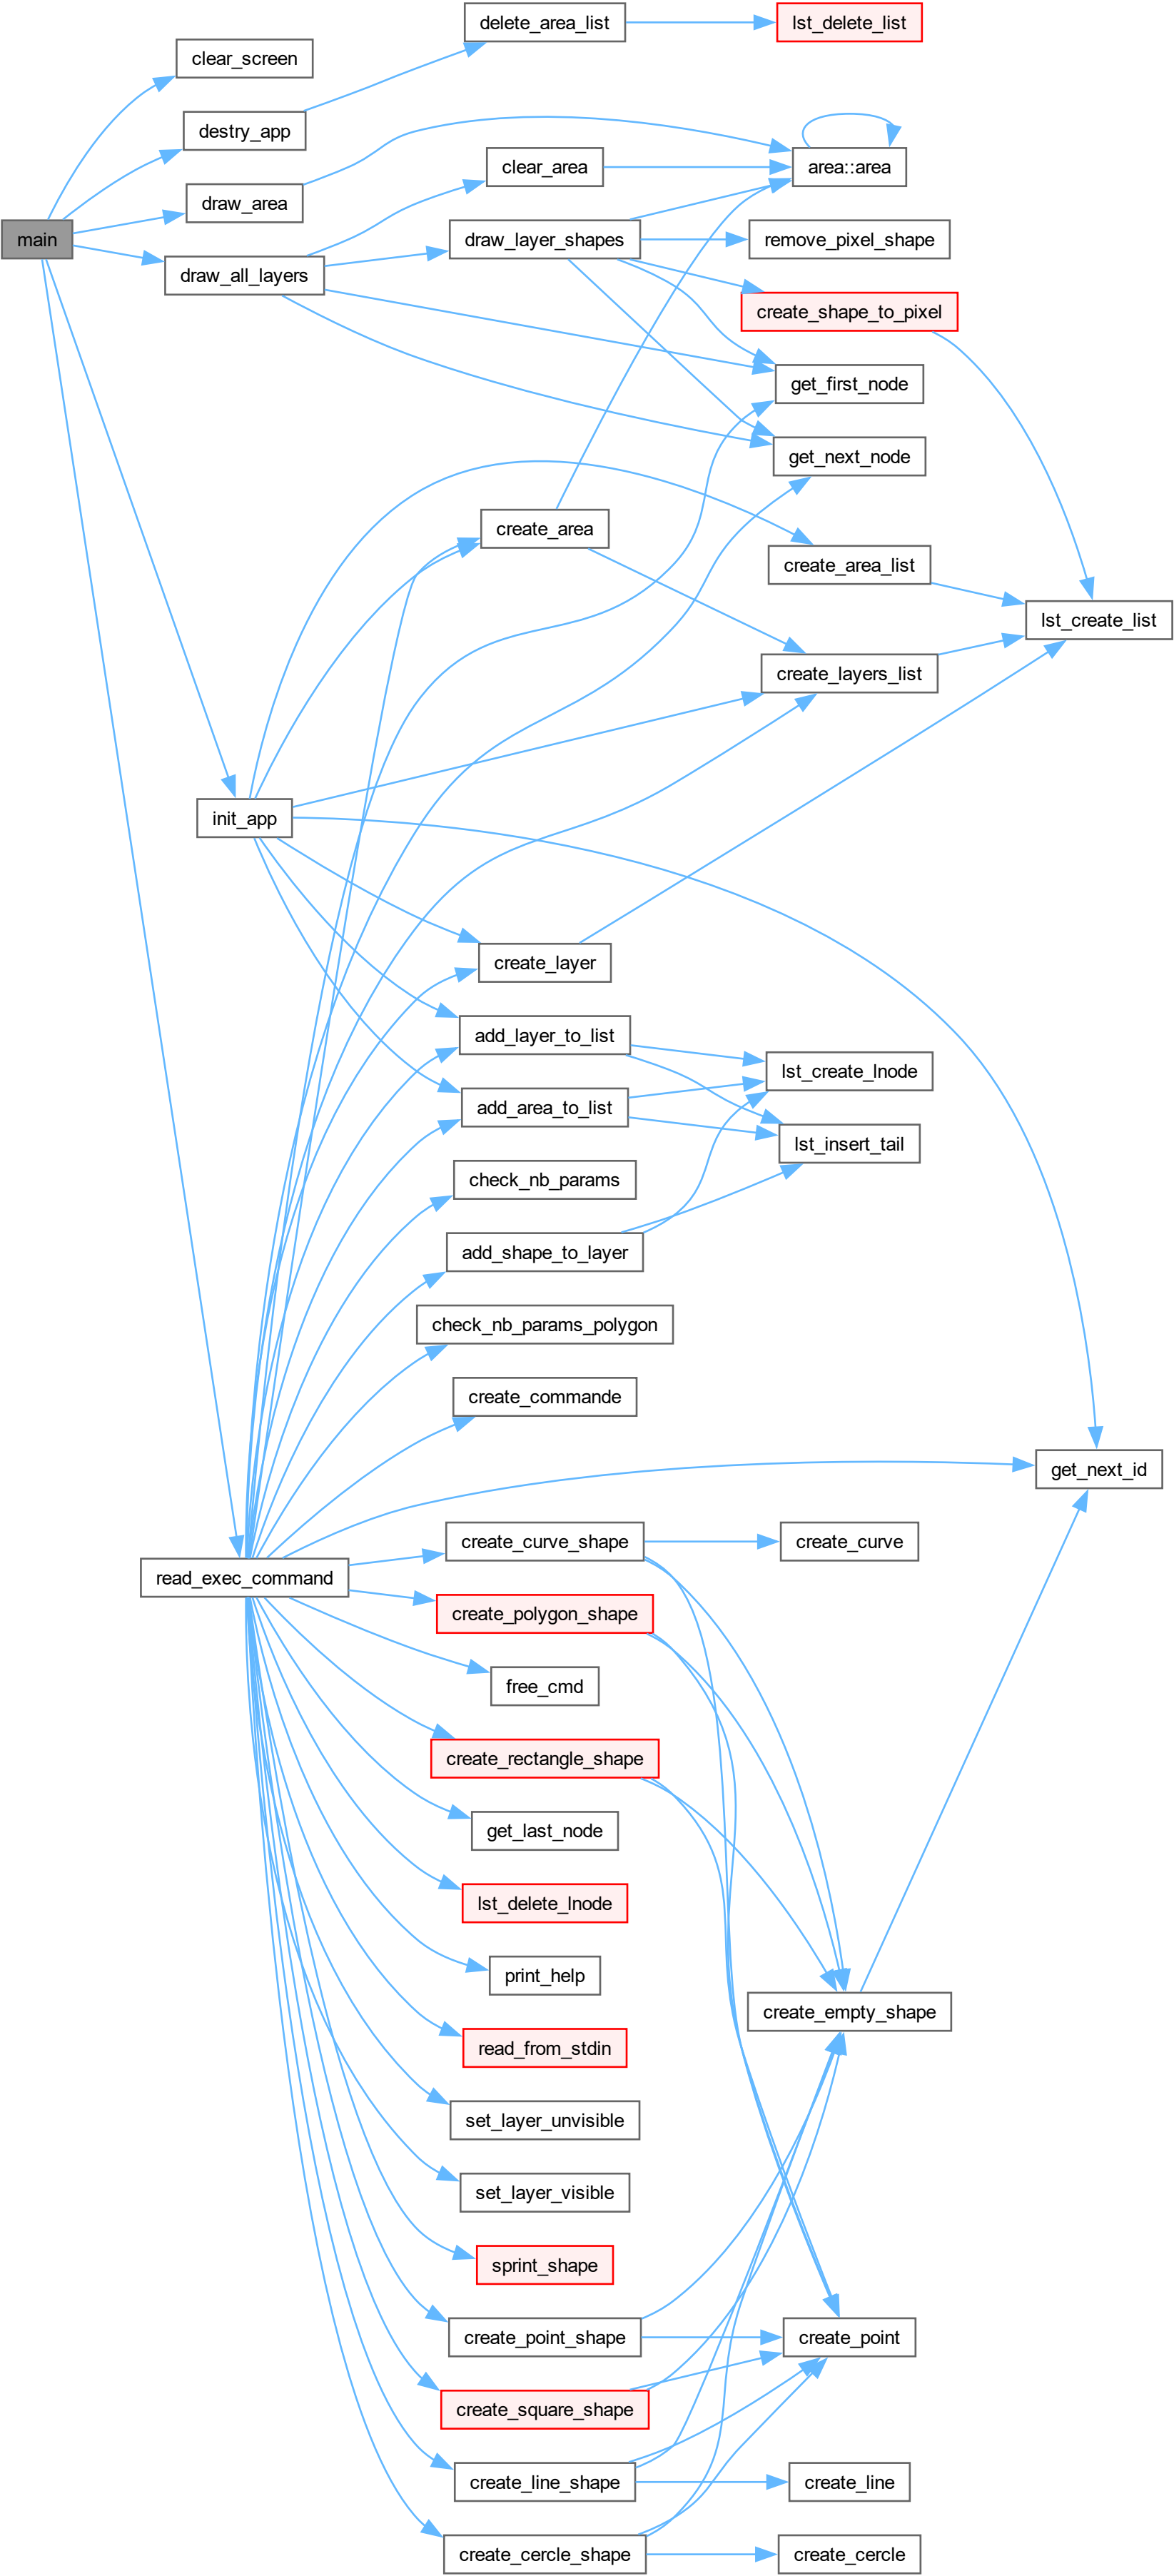 delete_area_list
lst_delete_list
clear_screen
destry_app
clear_area
area::area
draw_area
main
draw_layer_shapes
remove_pixel_shape
draw_all_layers
create_shape_to_pixel
get_first_node
get_next_node
create_area
create_area_list
lst_create_list
create_layers_list
init_app
create_layer
add_layer_to_list
lst_create_lnode
add_area_to_list
lst_insert_tail
check_nb_params
add_shape_to_layer
check_nb_params_polygon
create_commande
get_next_id
create_curve_shape
create_curve
read_exec_command
create_polygon_shape
free_cmd
create_rectangle_shape
get_last_node
lst_delete_lnode
print_help
create_empty_shape
read_from_stdin
set_layer_unvisible
set_layer_visible
sprint_shape
create_point_shape
create_point
create_square_shape
create_line_shape
create_line
create_cercle_shape
create_cercle